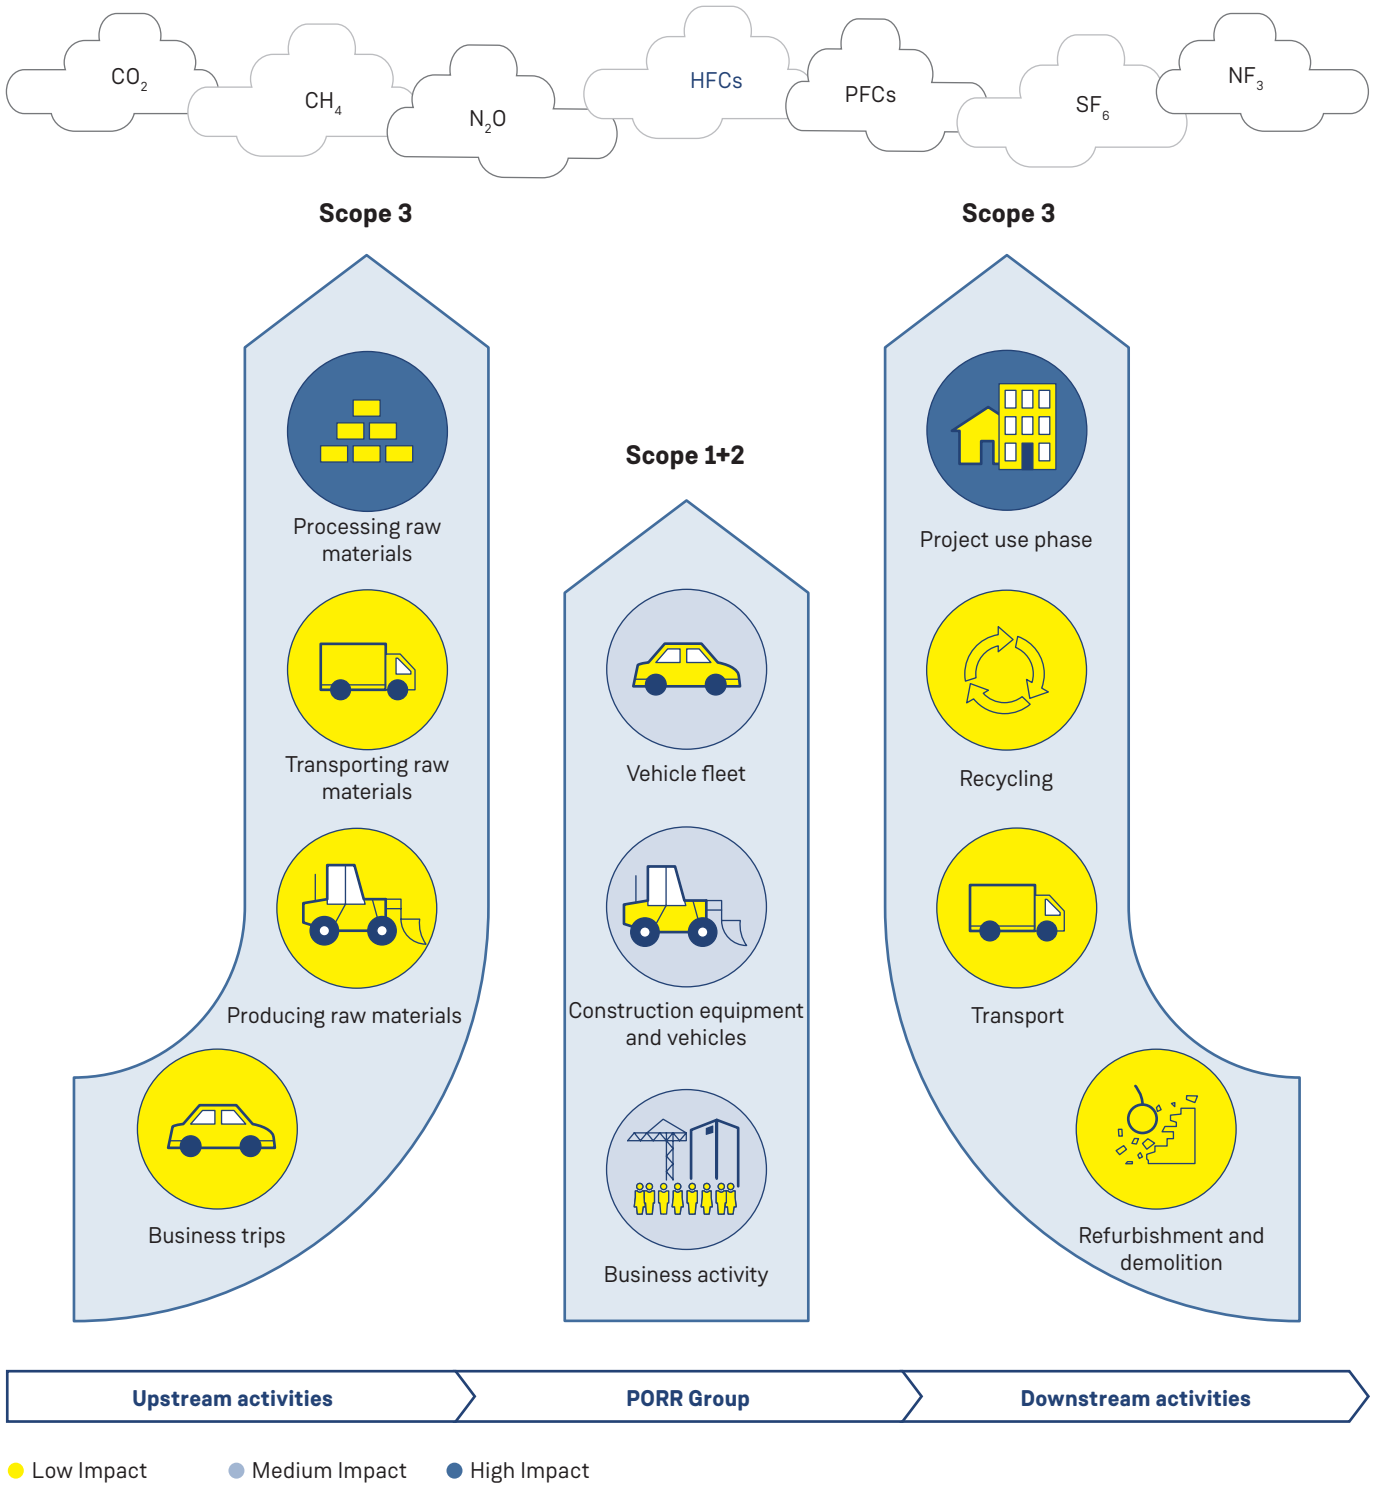 CO₂
CH₄
N₂O
HFCs
PFCs
SF₆
NF₃
Scope 3
Processing raw
materials
Transporting raw
materials
Producing raw materials
Business trips
Scope 1+2
Vehicle fleet
Construction equipment
and vehicles
Business activity
Scope 3
Project use phase
Recycling
Transport
Refurbishment and
demolition
Upstream activities
PORR Group
Downstream activities
Low Impact
Medium Impact
High Impact